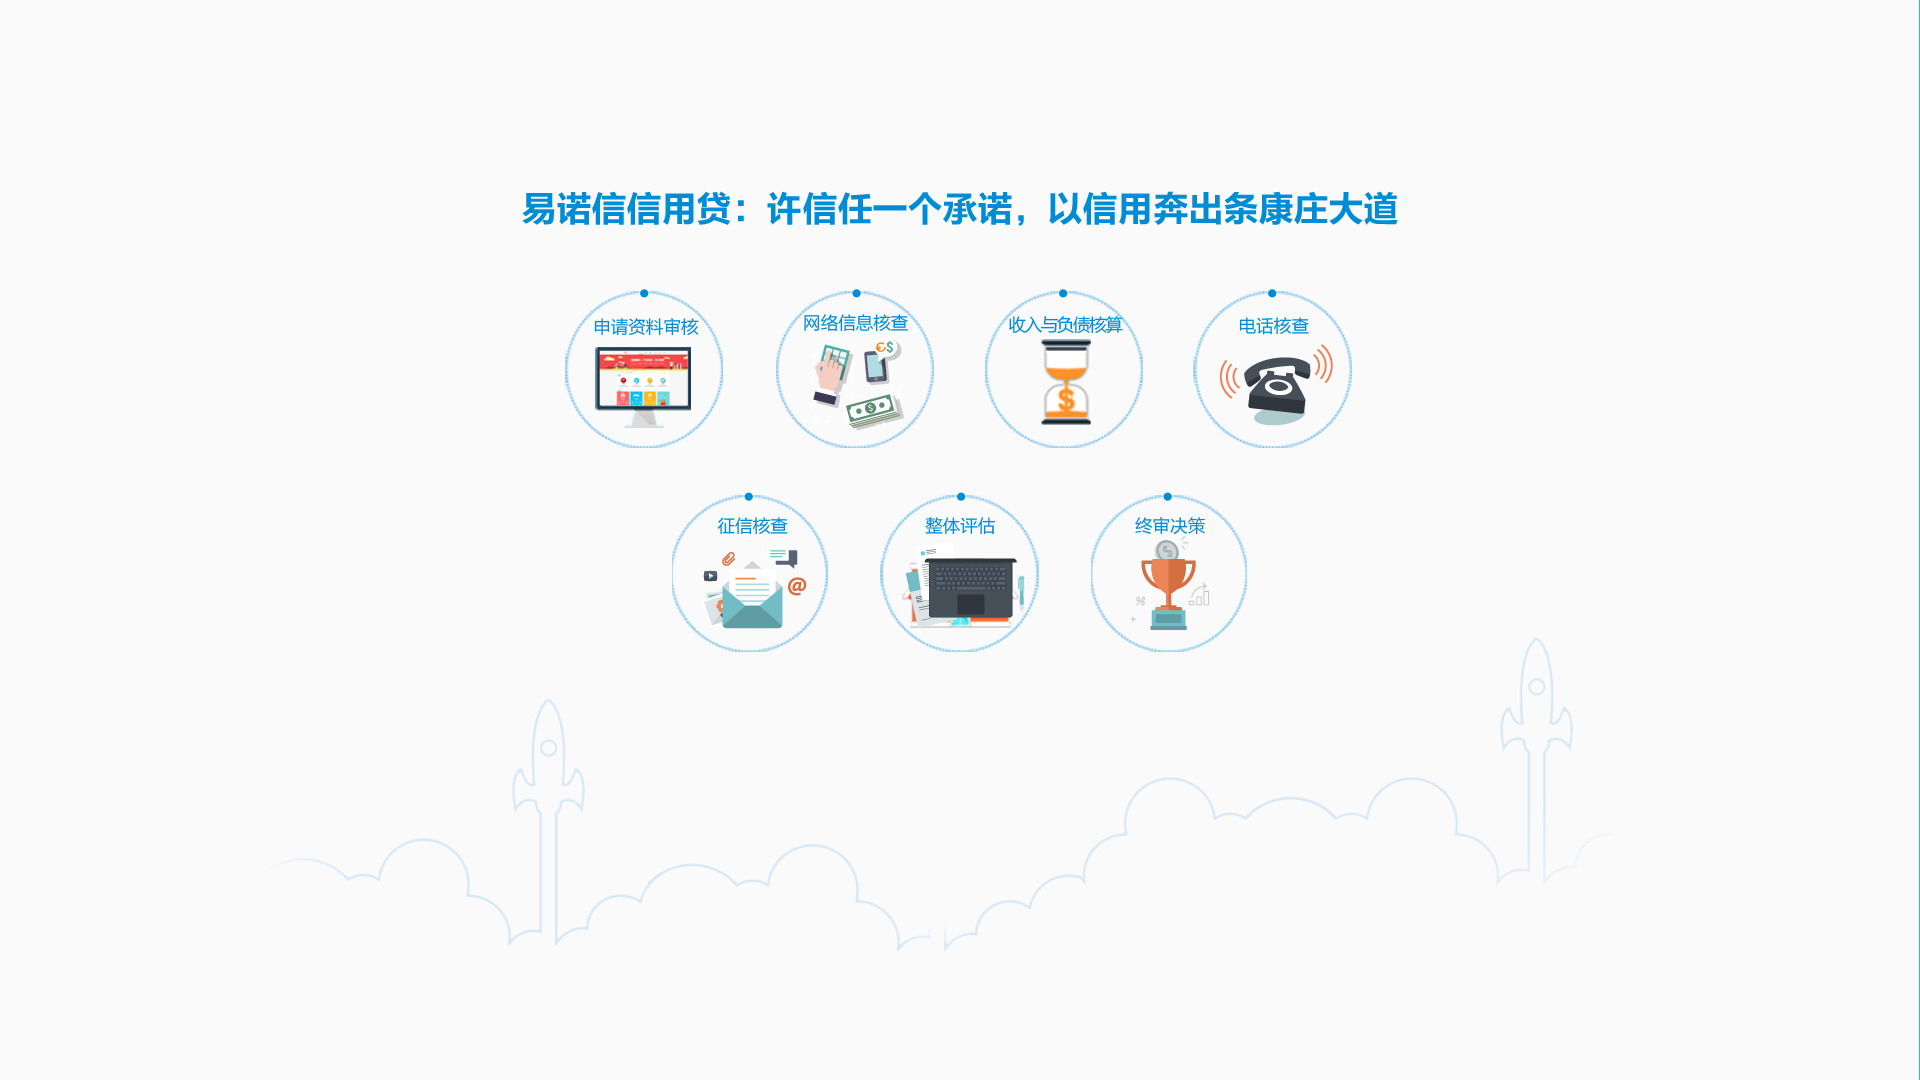 易诺信信用贷：许信任一个承诺，以信用奔出条康庄大道
申请资料审核
网络信息核查
收入与负债核算
电话核查
征信核查
整体评估
终审决策